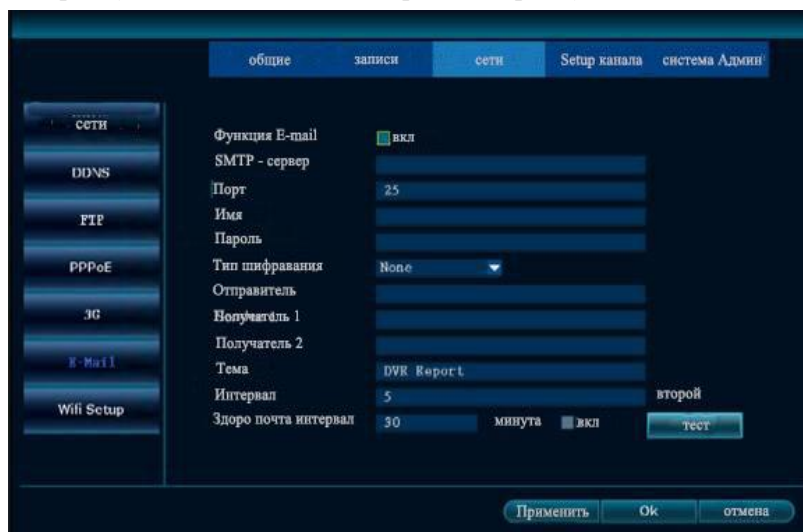 общие записи сети Setup канала система Админ
сети
DDNS
FTP
PPPoE
3G
E-Mail
Wifi Setup
Функция E-mail вкл
SMTP - сервер
Порт 25
Имя
Пароль
Тип шифравания None
Отправитель
1
Получатель 2
Тема DVR Report
Интервал 5 второй
Здоро почта интервал 30 минута вкл тест
Применить Ok отмена